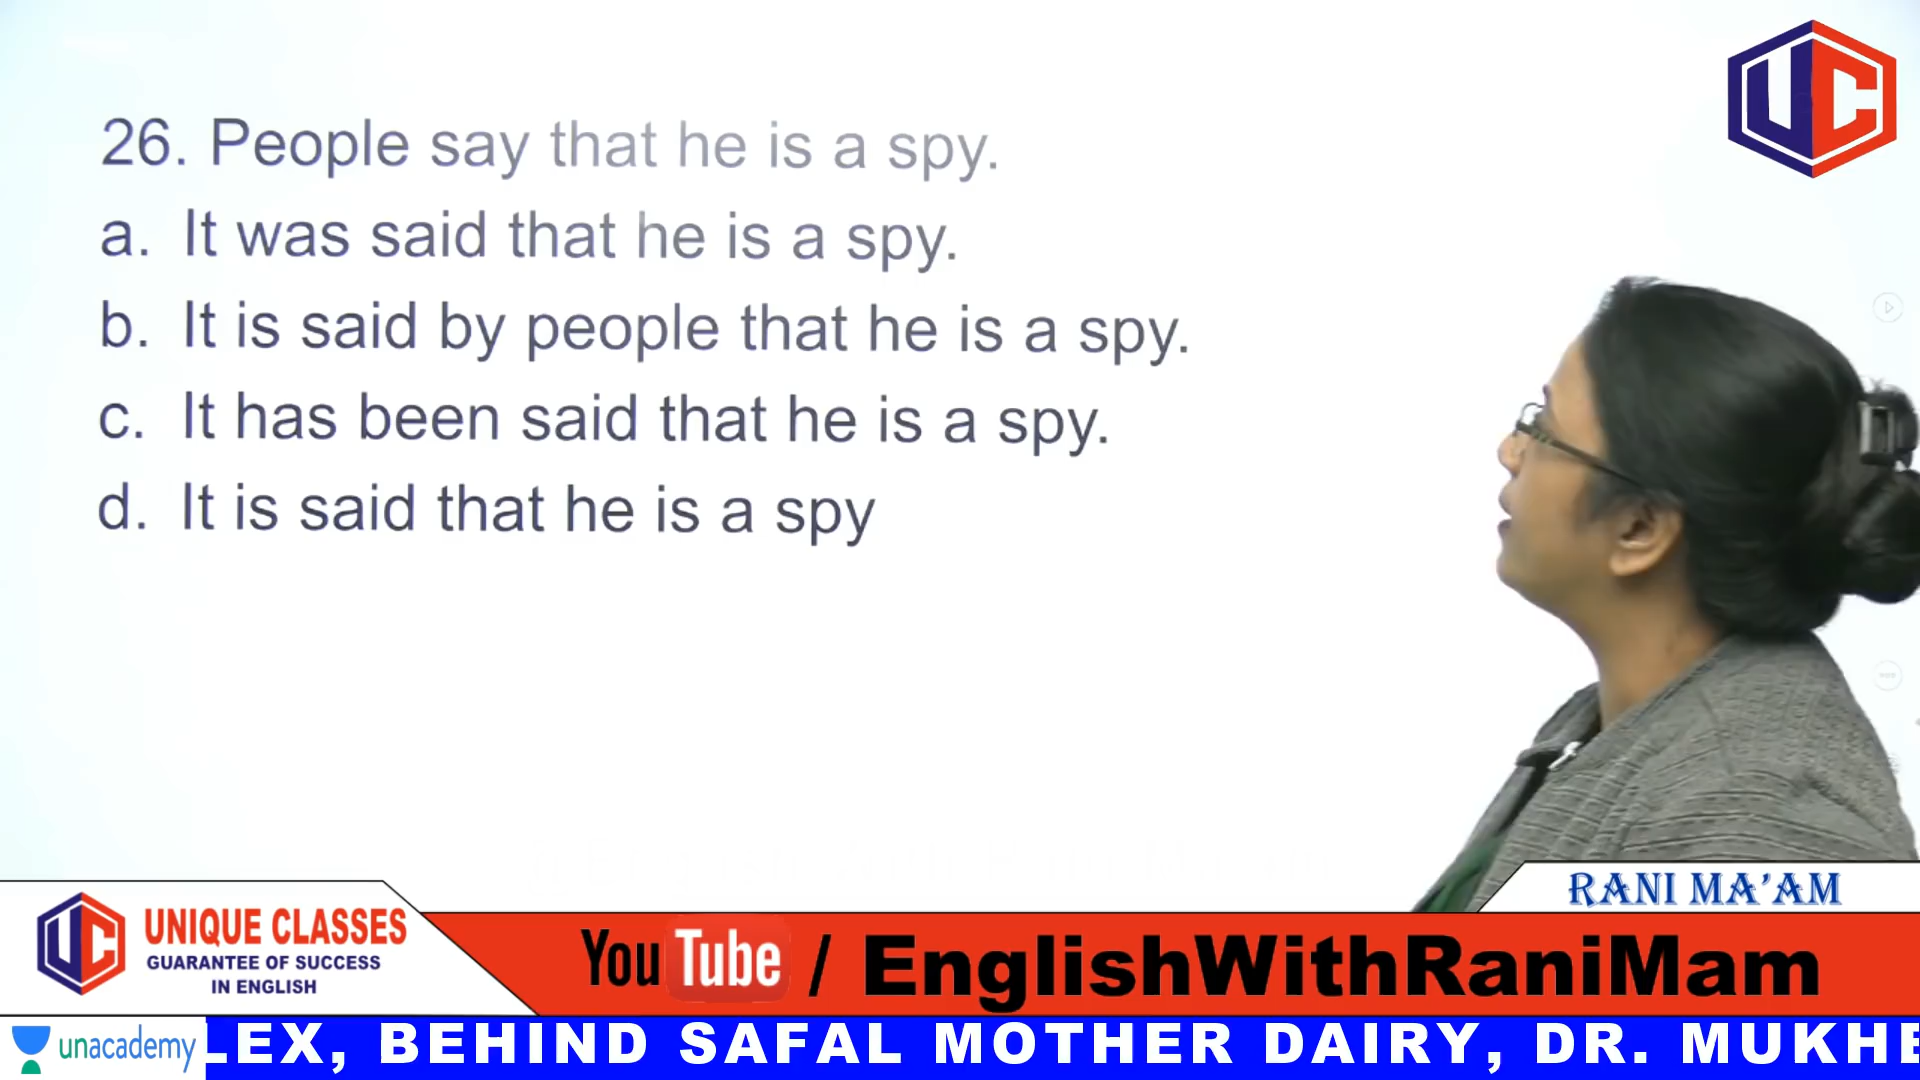 UC
26. People say that he is a spy.
a. It was said that he is a spy.
b. It is said by people that he is a spy.
c. It has been said that he is a spy.
d. It is said that he is a spy
RANI MA'AM
UC UNIQUE CLASSES
GUARANTEE OF SUCCESS
IN ENGLISH
YouTube / EnglishWithRaniMam
unacademy LEX, BEHIND SAFAL MOTHER DAIRY, DR. MUKHE